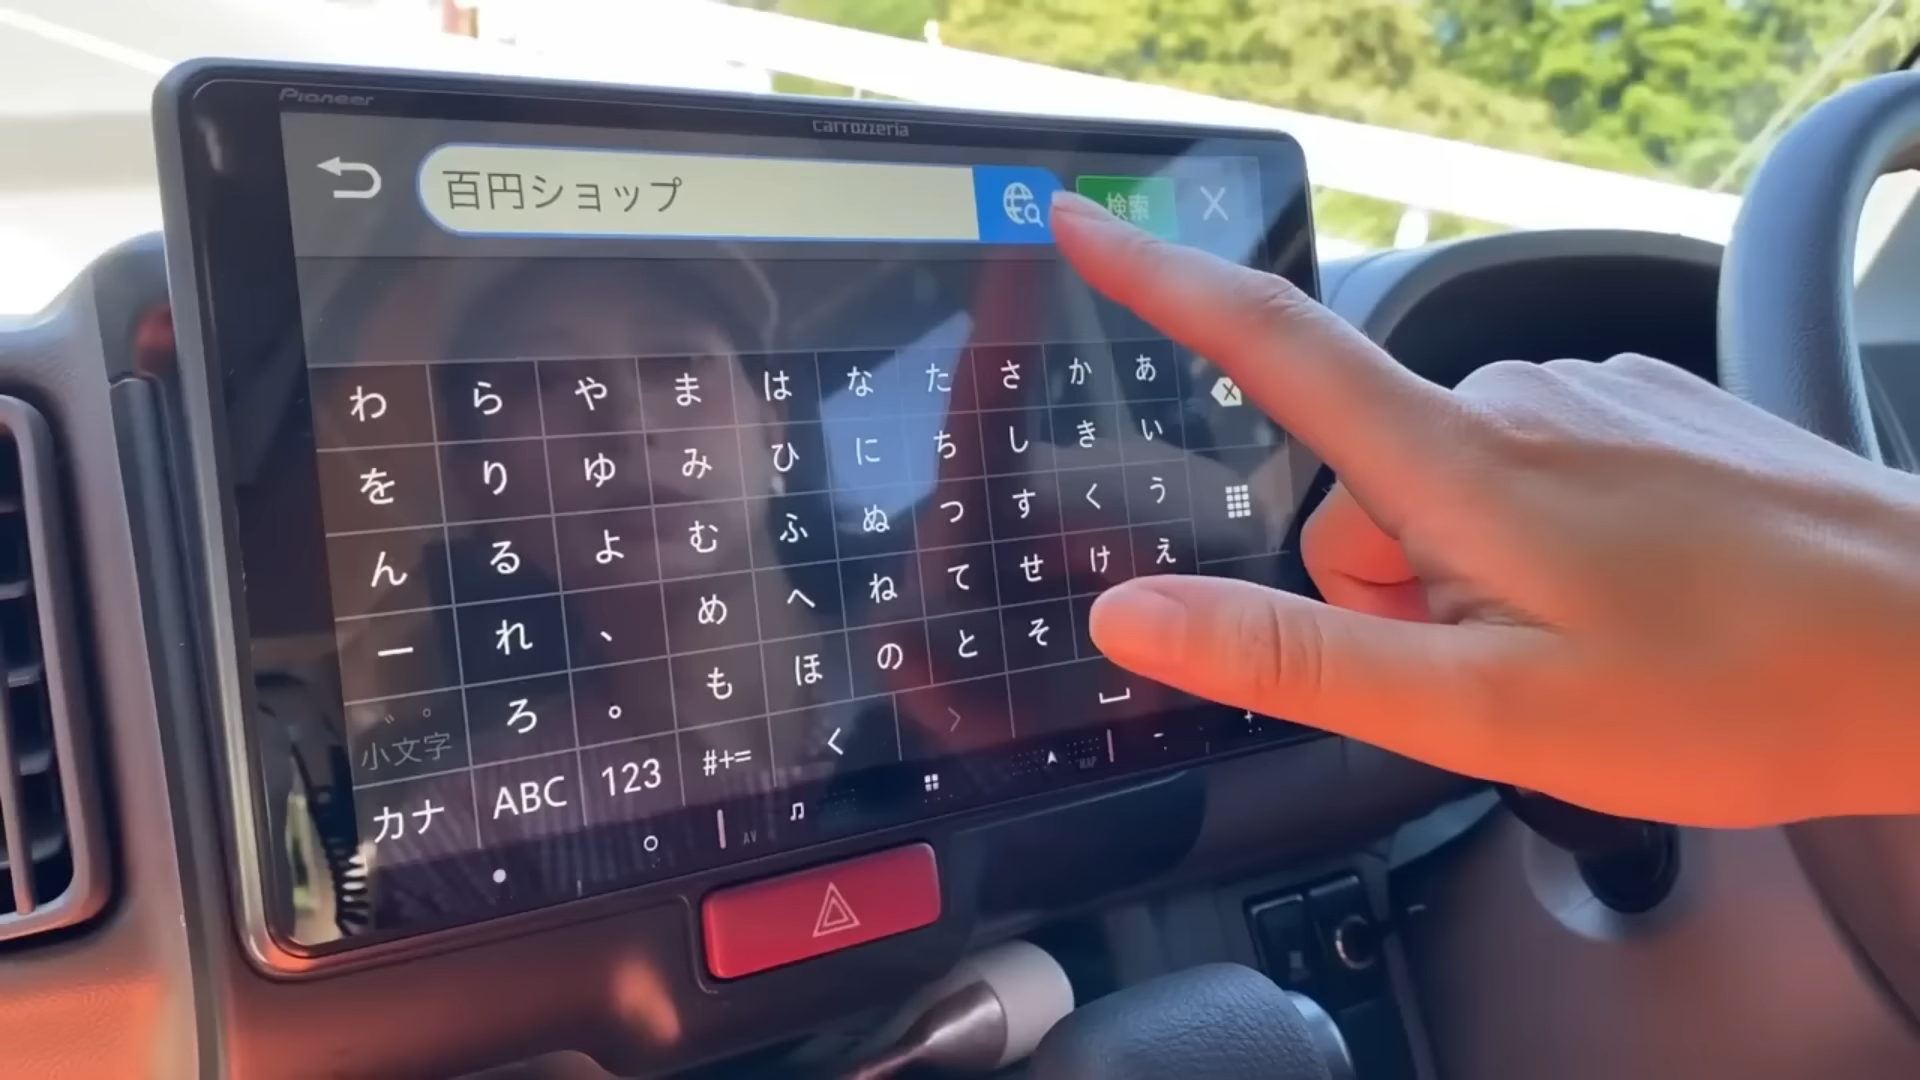 Pioneer
carrozzeria
百円ショップ
検索
わ ら や ま は な た さ か あ
を り ゆ み ひ に ち し き い
ん る よ む ふ ぬ つ す く う
ー れ 、 め へ ね て せ け え
゛゜小文字 ろ 。 も ほ の と そ
カナ ABC 123 #+= < >
AV MAP - +